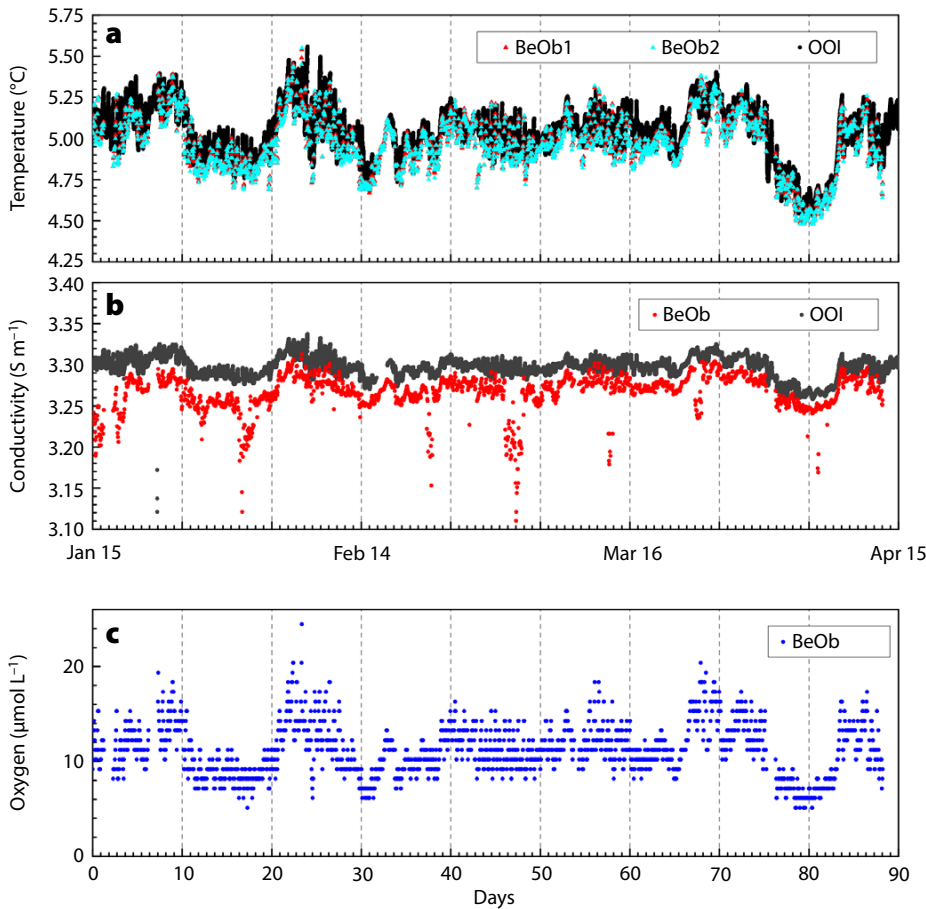 a
BeOb1 BeOb2 OOI
Temperature (°C)
5.75
5.50
5.25
5.00
4.75
4.50
4.25
b
BeOb OOI
Conductivity (S m⁻¹)
3.40
3.35
3.30
3.25
3.20
3.15
3.10
Jan 15 Feb 14 Mar 16 Apr 15
c
BeOb
Oxygen (μmol L⁻¹)
20
10
0
0 10 20 30 40 50 60 70 80 90
Days